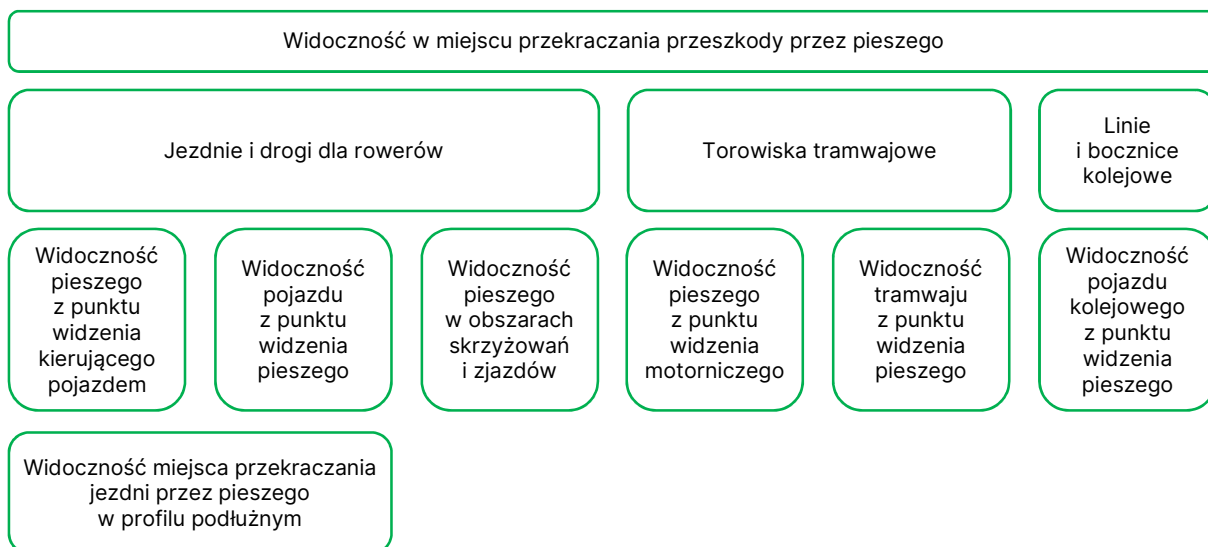 Widoczność w miejscu przekraczania przeszkody przez pieszego
Jezdnie i drogi dla rowerów
Torowiska tramwajowe
Linie
i bocznice
kolejowe
Widoczność
pieszego
z punktu
widzenia
kierującego
pojazdem
Widoczność
pojazdu
z punktu
widzenia
pieszego
Widoczność
pieszego
w obszarach
skrzyżowań
i zjazdów
Widoczność
pieszego
z punktu
widzenia
motorniczego
Widoczność
tramwaju
z punktu
widzenia
pieszego
Widoczność
pojazdu
kolejowego
z punktu
widzenia
pieszego
Widoczność miejsca przekraczania
jezdni przez pieszego
w profilu podłużnym